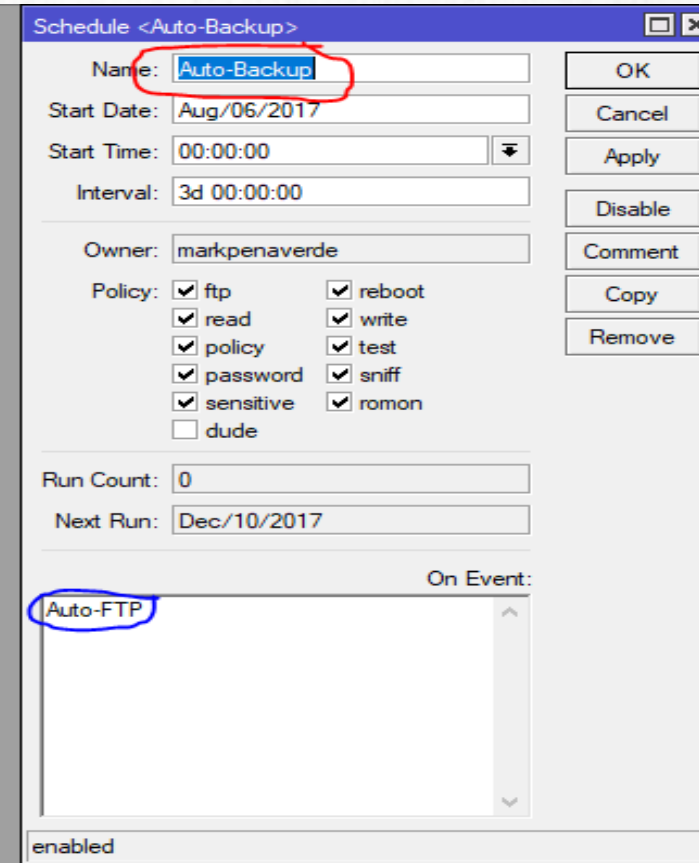 Schedule <Auto-Backup>
Name: Auto-Backup
Start Date: Aug/06/2017
Start Time: 00:00:00
Interval: 3d 00:00:00
Owner: markpenaverde
Policy: ftp reboot
read write
policy test
password sniff
sensitive romon
dude
Run Count: 0
Next Run: Dec/10/2017
On Event:
Auto-FTP
enabled
OK
Cancel
Apply
Disable
Comment
Copy
Remove